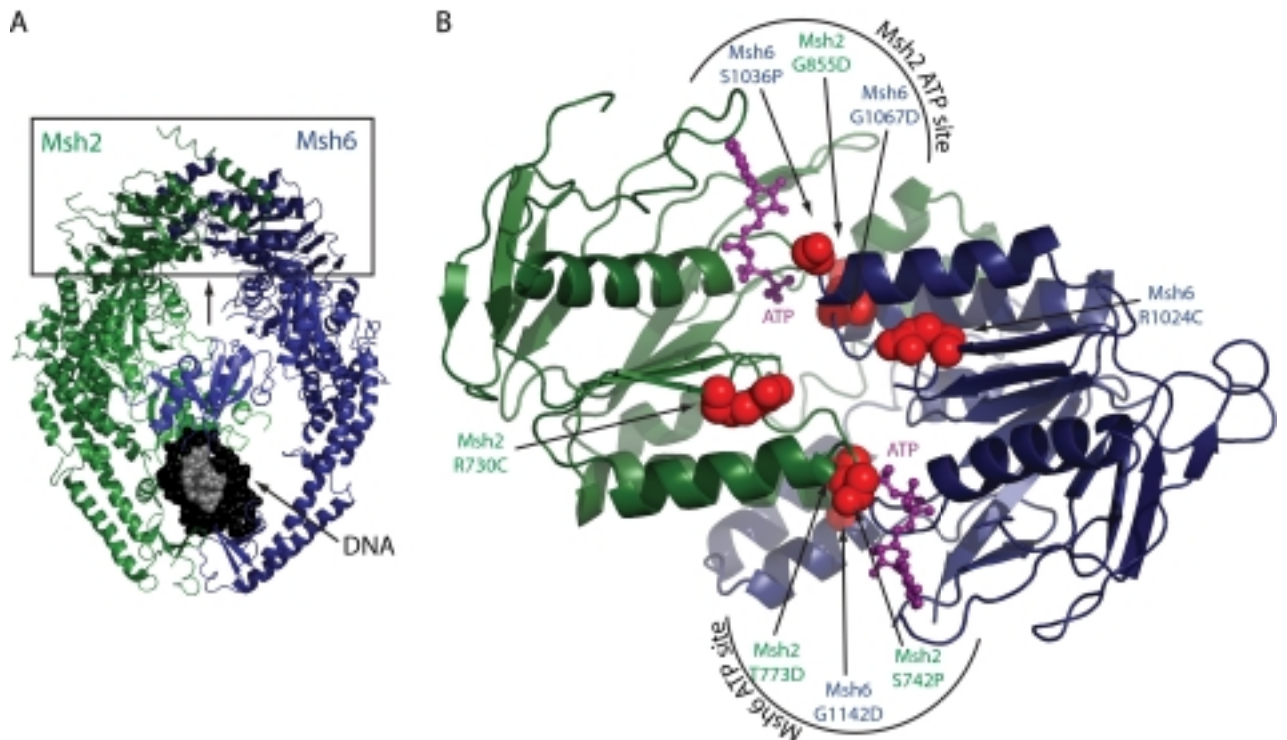 A
Msh2
Msh6
DNA
B
Msh6
S1036P
Msh2
G855D
Msh6
G1067D
Msh2 ATP site
ATP
Msh6
R1024C
Msh2
R730C
ATP
Msh2
T773D
Msh6
G1142D
Msh2
S742P
Msh6 ATP site